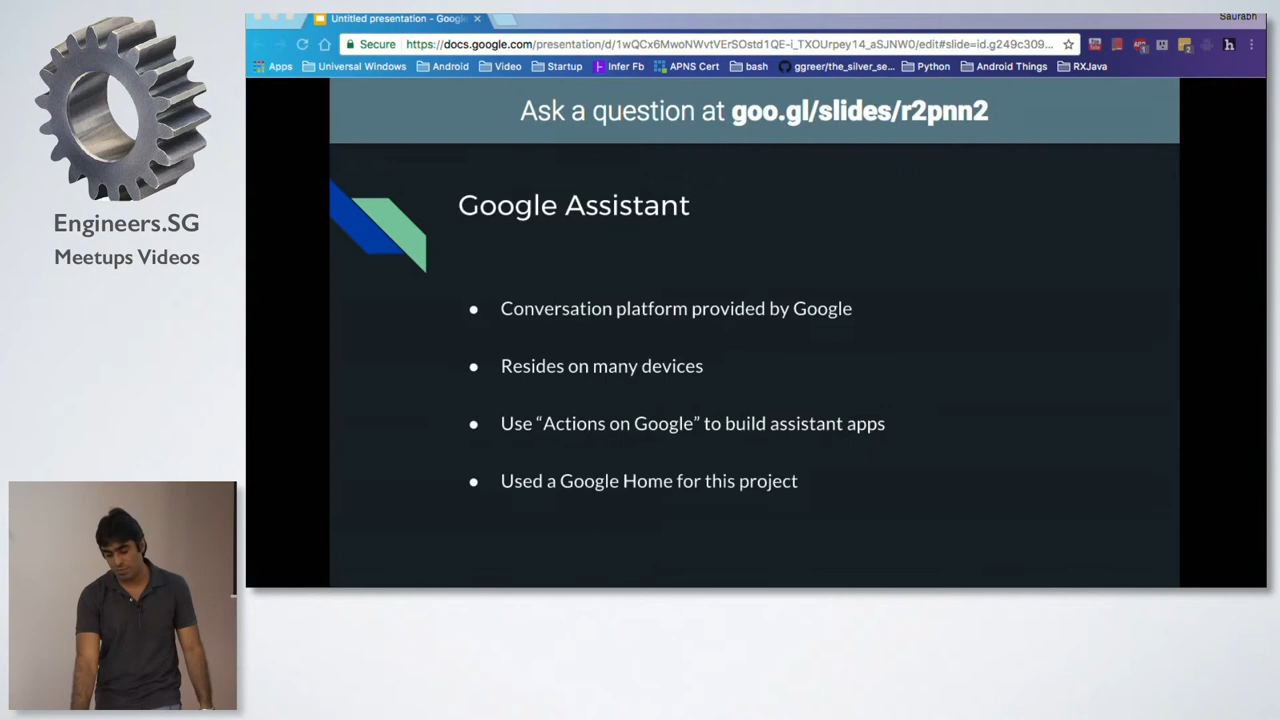 Engineers.SG
Meetups Videos
Untitled presentation - Google
Saurabh
Secure
https://docs.google.com/presentation/d/1wQCx6MwoNWvtVErSOstd1QE-i_TXOUrpey14_aSJNW0/edit#slide=id.g249c309...
Apps Universal Windows Android Video Startup Infer Fb APNS Cert bash ggreer/the_silver_se... Python Android Things RXJava
Ask a question at goo.gl/slides/r2pnn2
Google Assistant
● Conversation platform provided by Google
● Resides on many devices
● Use “Actions on Google” to build assistant apps
● Used a Google Home for this project